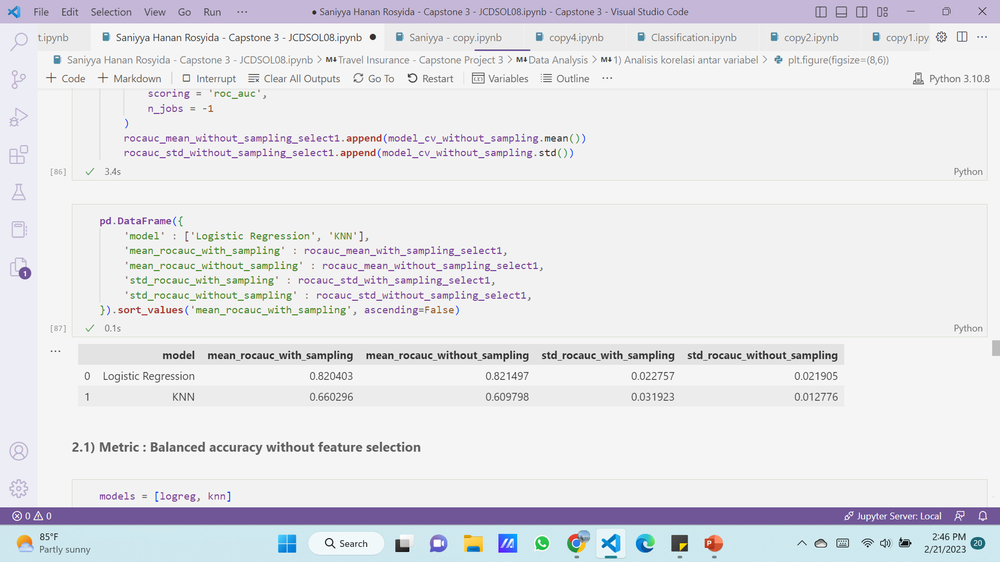 File Edit Selection View Go Run ···
● Saniyya Hanan Rosyida - Capstone 3 - JCDSOL08.ipynb - Capstone 3 - Visual Studio Code
t.ipynb Saniyya Hanan Rosyida - Capstone 3 - JCDSOL08.ipynb ● Saniyya - copy.ipynb copy4.ipynb Classification.ipynb copy2.ipynb copy1.ipy ···
Saniyya Hanan Rosyida - Capstone 3 - JCDSOL08.ipynb > M↓Travel Insurance - Capstone Project 3 > M↓Data Analysis > M↓1) Analisis korelasi antar variabel > plt.figure(figsize=(8,6))
+ Code + Markdown Interrupt Clear All Outputs Go To Restart Variables Outline ··· Python 3.10.8
scoring = 'roc_auc',
n_jobs = -1
)
rocauc_mean_without_sampling_select1.append(model_cv_without_sampling.mean())
rocauc_std_without_sampling_select1.append(model_cv_without_sampling.std())
[86] ✓ 3.4s Python
pd.DataFrame({
'model' : ['Logistic Regression', 'KNN'],
'mean_rocauc_with_sampling' : rocauc_mean_with_sampling_select1,
'mean_rocauc_without_sampling' : rocauc_mean_without_sampling_select1,
'std_rocauc_with_sampling' : rocauc_std_with_sampling_select1,
'std_rocauc_without_sampling' : rocauc_std_without_sampling_select1,
}).sort_values('mean_rocauc_with_sampling', ascending=False)
[87] ✓ 0.1s Python
···
model mean_rocauc_with_sampling mean_rocauc_without_sampling std_rocauc_with_sampling std_rocauc_without_sampling
0 Logistic Regression 0.820403 0.821497 0.022757 0.021905
1 KNN 0.660296 0.609798 0.031923 0.012776
2.1) Metric : Balanced accuracy without feature selection
models = [logreg, knn]
1
0 0 Jupyter Server: Local
85°F
Partly sunny
Search
2:46 PM
2/21/2023
20